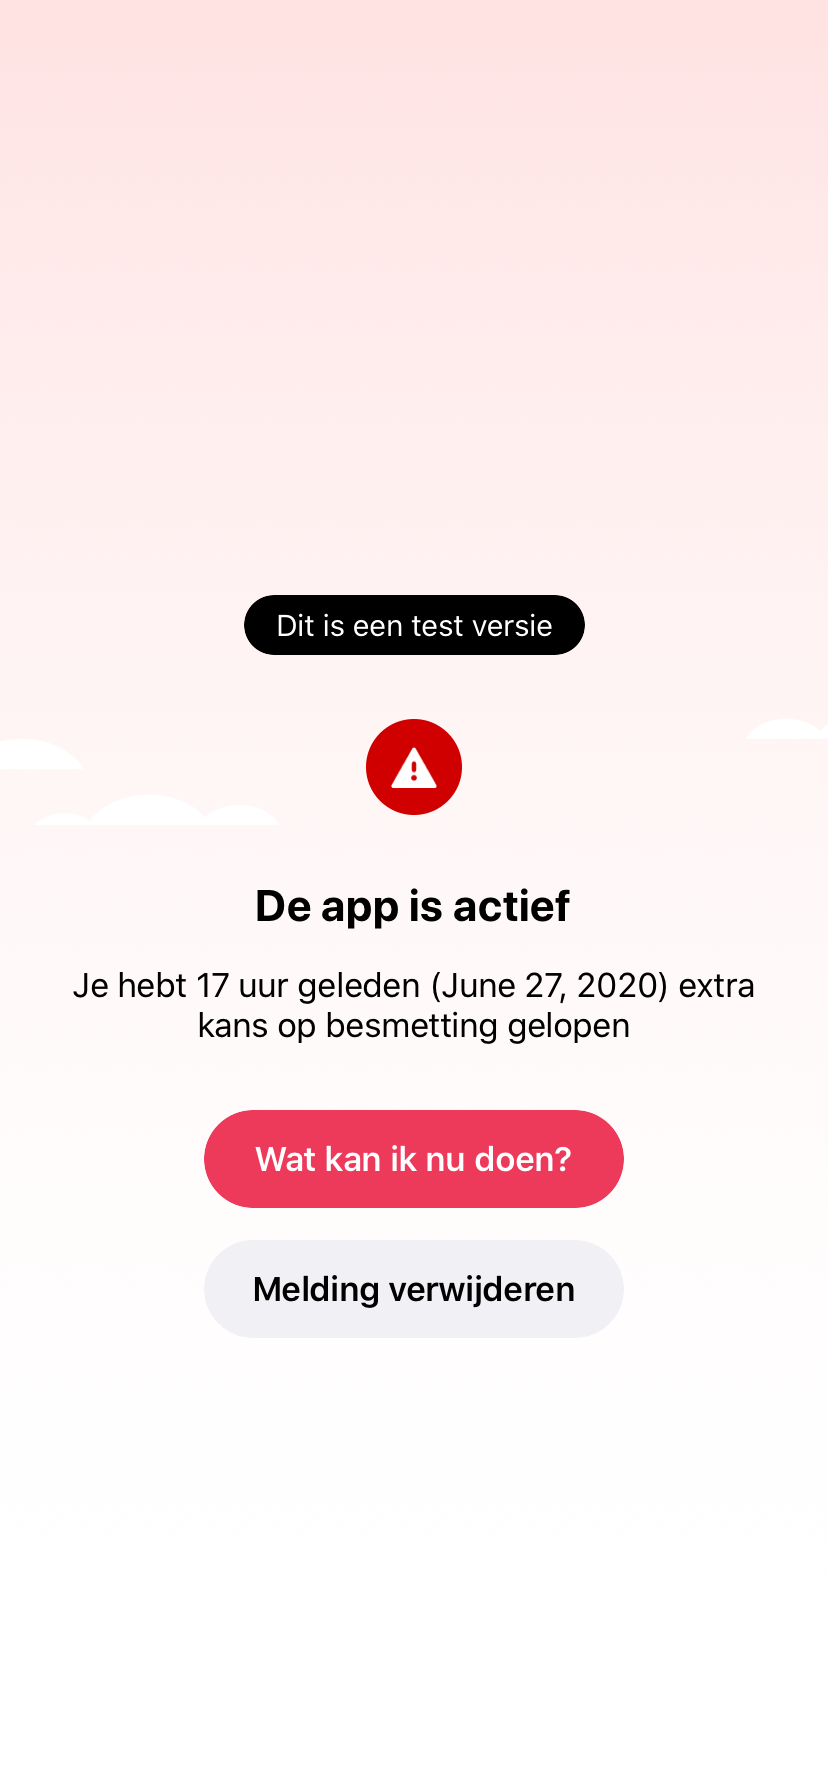 Dit is een test versie
De app is actief
Je hebt 17 uur geleden (June 27, 2020) extra
kans op besmetting gelopen
Wat kan ik nu doen?
Melding verwijderen